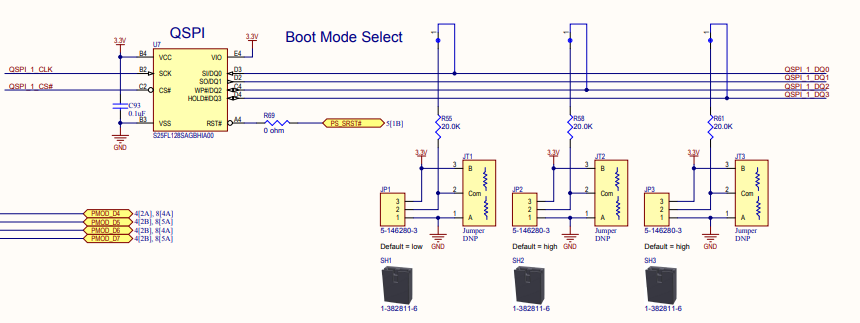 QSPI
Boot Mode Select
3.3V
3.3V
U7
1
1
1
B4
VCC
VIO
E4
QSPI_1_CLK
B2
SCK
SI/DQ0
D3
QSPI_1_DQ0
SO/DQ1
D2
QSPI_1_DQ1
QSPI_1_CS#
C2
CS#
WP#/DQ2
C4
QSPI_1_DQ2
HOLD#/DQ3
QSPI_1_DQ3
C93
0.1uF
B3
VSS
RST#
A4
R69
0 ohm
PS_SRST#
5[1B]
S25FL128SAGBHIA00
GND
R55
20.0K
R58
20.0K
R61
20.0K
3.3V
JT1
3.3V
JT2
3.3V
JT3
3
B
3
B
3
B
JP1
2
Com
JP2
2
Com
JP3
2
Com
3
2
1
3
2
1
3
2
1
1
A
1
A
1
A
5-146280-3
Jumper
DNP
5-146280-3
Jumper
DNP
5-146280-3
Jumper
DNP
GND
GND
GND
Default = low
Default = high
Default = high
PMOD_D4
4[2A], 8[4A]
PMOD_D5
4[2B], 8[5A]
PMOD_D6
4[2B], 8[4A]
PMOD_D7
4[2B], 8[5A]
SH1
SH2
SH3
1-382811-6
1-382811-6
1-382811-6